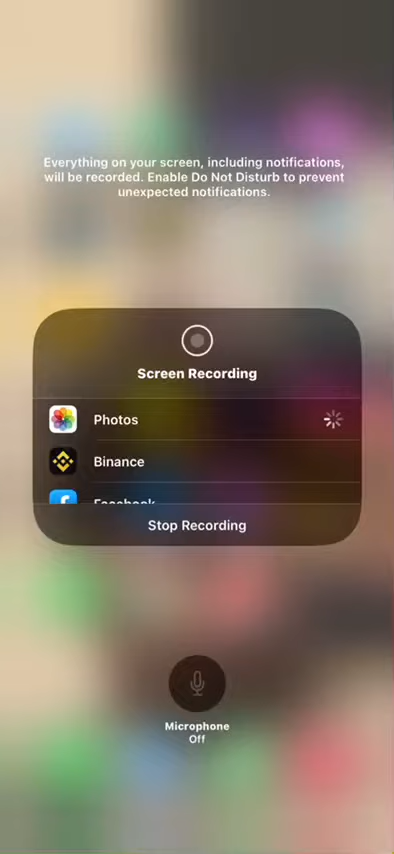 Everything on your screen, including notifications,
will be recorded. Enable Do Not Disturb to prevent
unexpected notifications.
Screen Recording
Photos
Binance
Facebook
Stop Recording
Microphone
Off